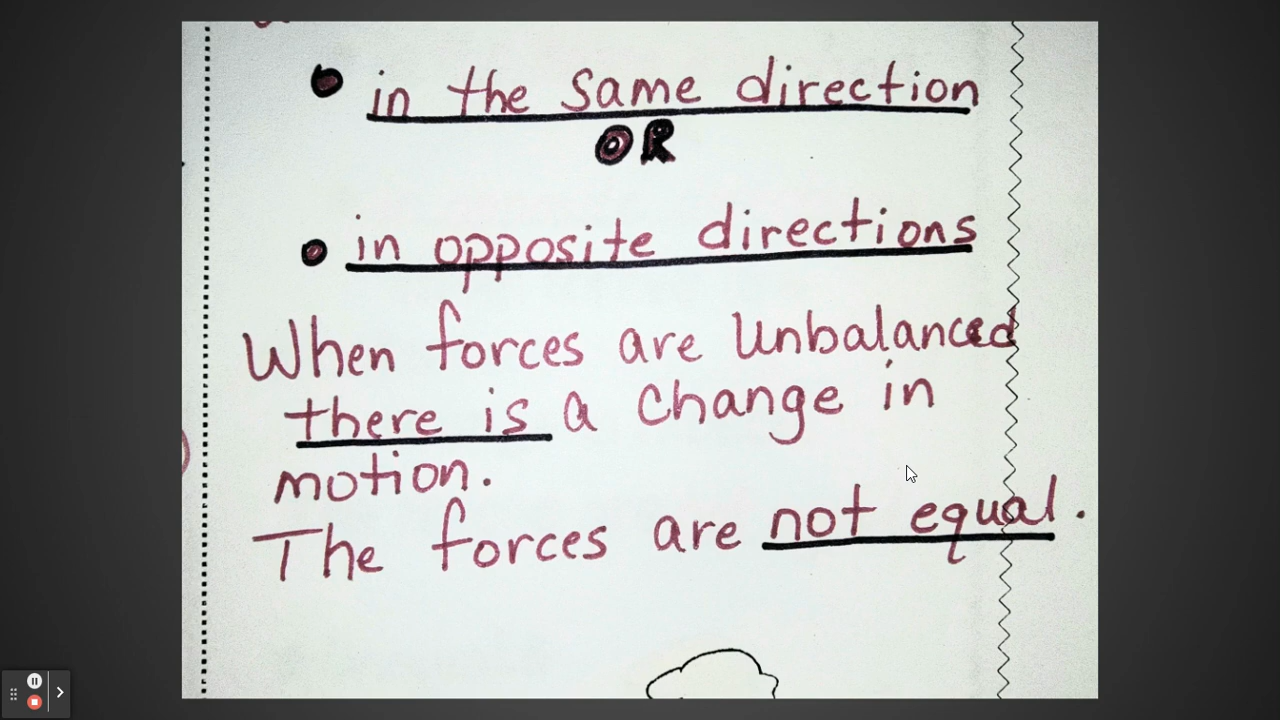 • in the same direction
OR
• in opposite directions
When forces are Unbalanced
there is a change in
motion.
The forces are not equal.